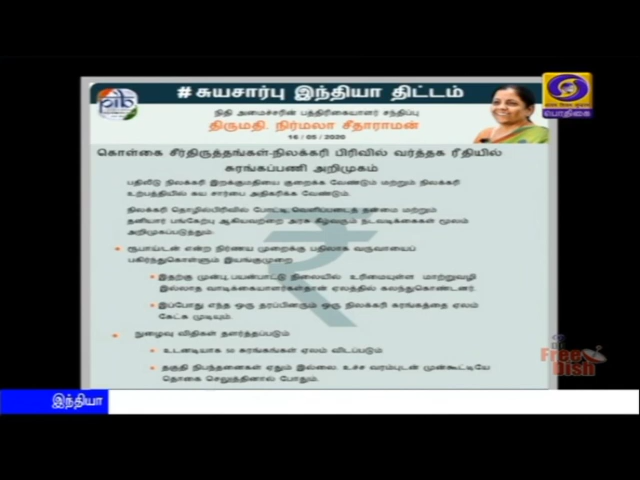 pib
#சுயசார்பு இந்தியா திட்டம்
நிதி அமைச்சரின் பத்திரிகையாளர் சந்திப்பு
திருமதி. நிர்மலா சீதாராமன்
16 / 05 / 2020
பொதிகை
கொள்கை சீர்திருத்தங்கள்-நிலக்கரி பிரிவில் வர்த்தக ரீதியில்
சுரங்கப்பணி அறிமுகம்
பதிலீடு நிலக்கரி இறக்குமதியை குறைக்க வேண்டும் மற்றும் நிலக்கரி
உற்பத்தியில் சுய சார்பை அதிகரிக்க வேண்டும்.
நிலக்கரி தொழில்பிரிவில் போட்டி, வெளிப்படைத் தன்மை மற்றும்
தனியார் பங்கேற்பு ஆகியவற்றை அரசு கீழ்வரும் நடவடிக்கைகள் மூலம்
அறிமுகப்படுத்தும்.
ரூபாய்/டன் என்ற நிர்ணய முறைக்கு பதிலாக வருவாயைப்
பகிர்ந்துகொள்ளும் இயங்குமுறை
இதற்கு முன்பு, பயன்பாட்டு நிலையில் உரிமையுள்ள மாற்றுவழி
இல்லாத வாடிக்கையாளர்கள்தான் ஏலத்தில் கலந்துகொண்டனர்.
இப்போது எந்த ஒரு தரப்பினரும் ஒரு நிலக்கரி சுரங்கத்தை ஏலம்
கேட்க முடியும்.
நுழைவு விதிகள் தளர்த்தப்படும்
உடனடியாக 50 சுரங்கங்கள் ஏலம் விடப்படும்
தகுதி நிபந்தனைகள் ஏதும் இல்லை. உச்ச வரம்புடன் முன்கூட்டியே
தொகை செலுத்தினால் போதும்.
Free
Dish
இந்தியா